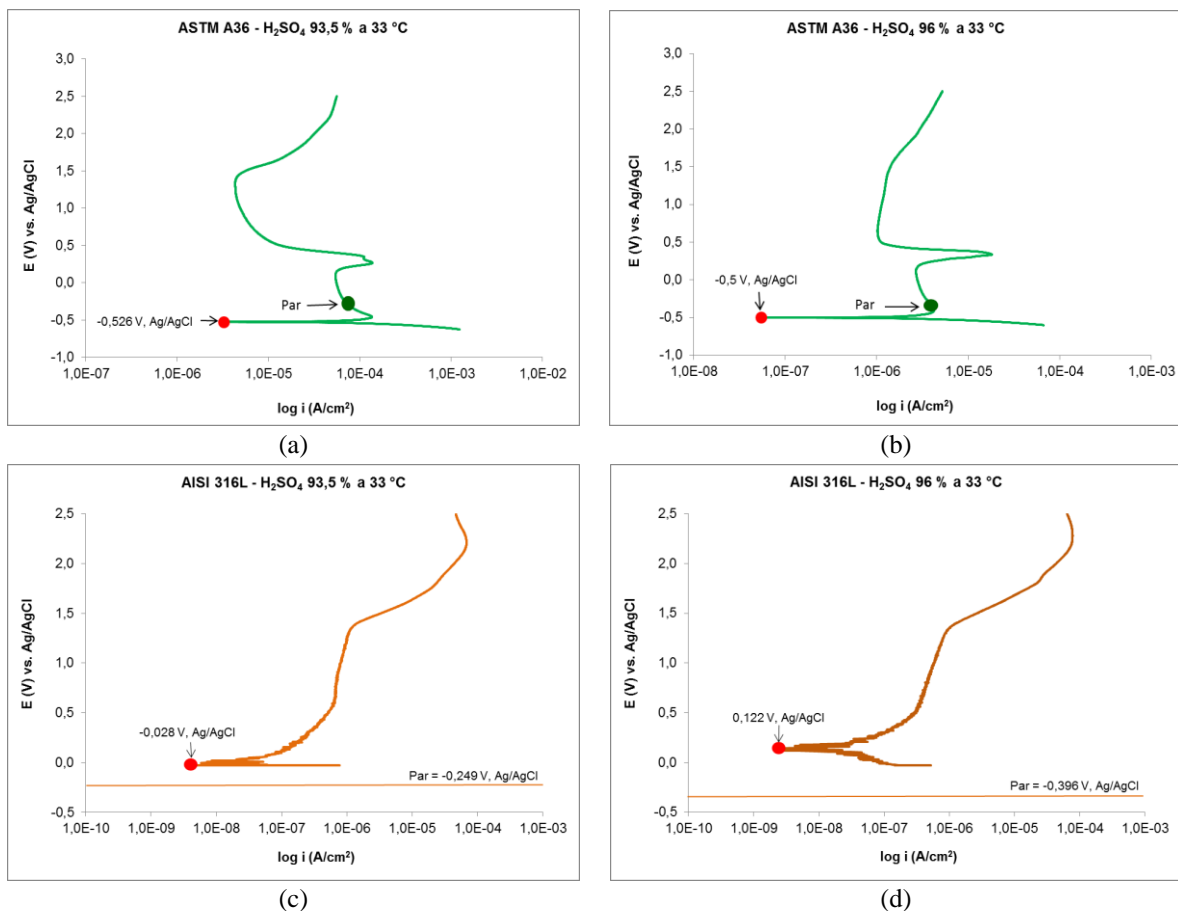 ASTM A36 - H₂SO₄ 93,5 % a 33 °C
3,0
2,5
2,0
1,5
1,0
0,5
0,0
-0,5
-1,0
E (V) vs. Ag/AgCl
Par
-0,526 V, Ag/AgCl
1,0E-07 1,0E-06 1,0E-05 1,0E-04 1,0E-03 1,0E-02
log i (A/cm²)
(a)
ASTM A36 - H₂SO₄ 96 % a 33 °C
3,0
2,5
2,0
1,5
1,0
0,5
0,0
-0,5
-1,0
E (V) vs. Ag/AgCl
-0,5 V, Ag/AgCl
Par
1,0E-08 1,0E-07 1,0E-06 1,0E-05 1,0E-04 1,0E-03
log i (A/cm²)
(b)
AISI 316L - H₂SO₄ 93,5 % a 33 °C
2,5
2,0
1,5
1,0
0,5
0,0
-0,5
E (V) vs. Ag/AgCl
-0,028 V, Ag/AgCl
Par = -0,249 V, Ag/AgCl
1,0E-10 1,0E-09 1,0E-08 1,0E-07 1,0E-06 1,0E-05 1,0E-04 1,0E-03
log i (A/cm²)
(c)
AISI 316L - H₂SO₄ 96 % a 33 °C
2,5
2,0
1,5
1,0
0,5
0,0
-0,5
E (V) vs. Ag/AgCl
0,122 V, Ag/AgCl
Par = -0,396 V, Ag/AgCl
1,0E-10 1,0E-09 1,0E-08 1,0E-07 1,0E-06 1,0E-05 1,0E-04 1,0E-03
log i (A/cm²)
(d)